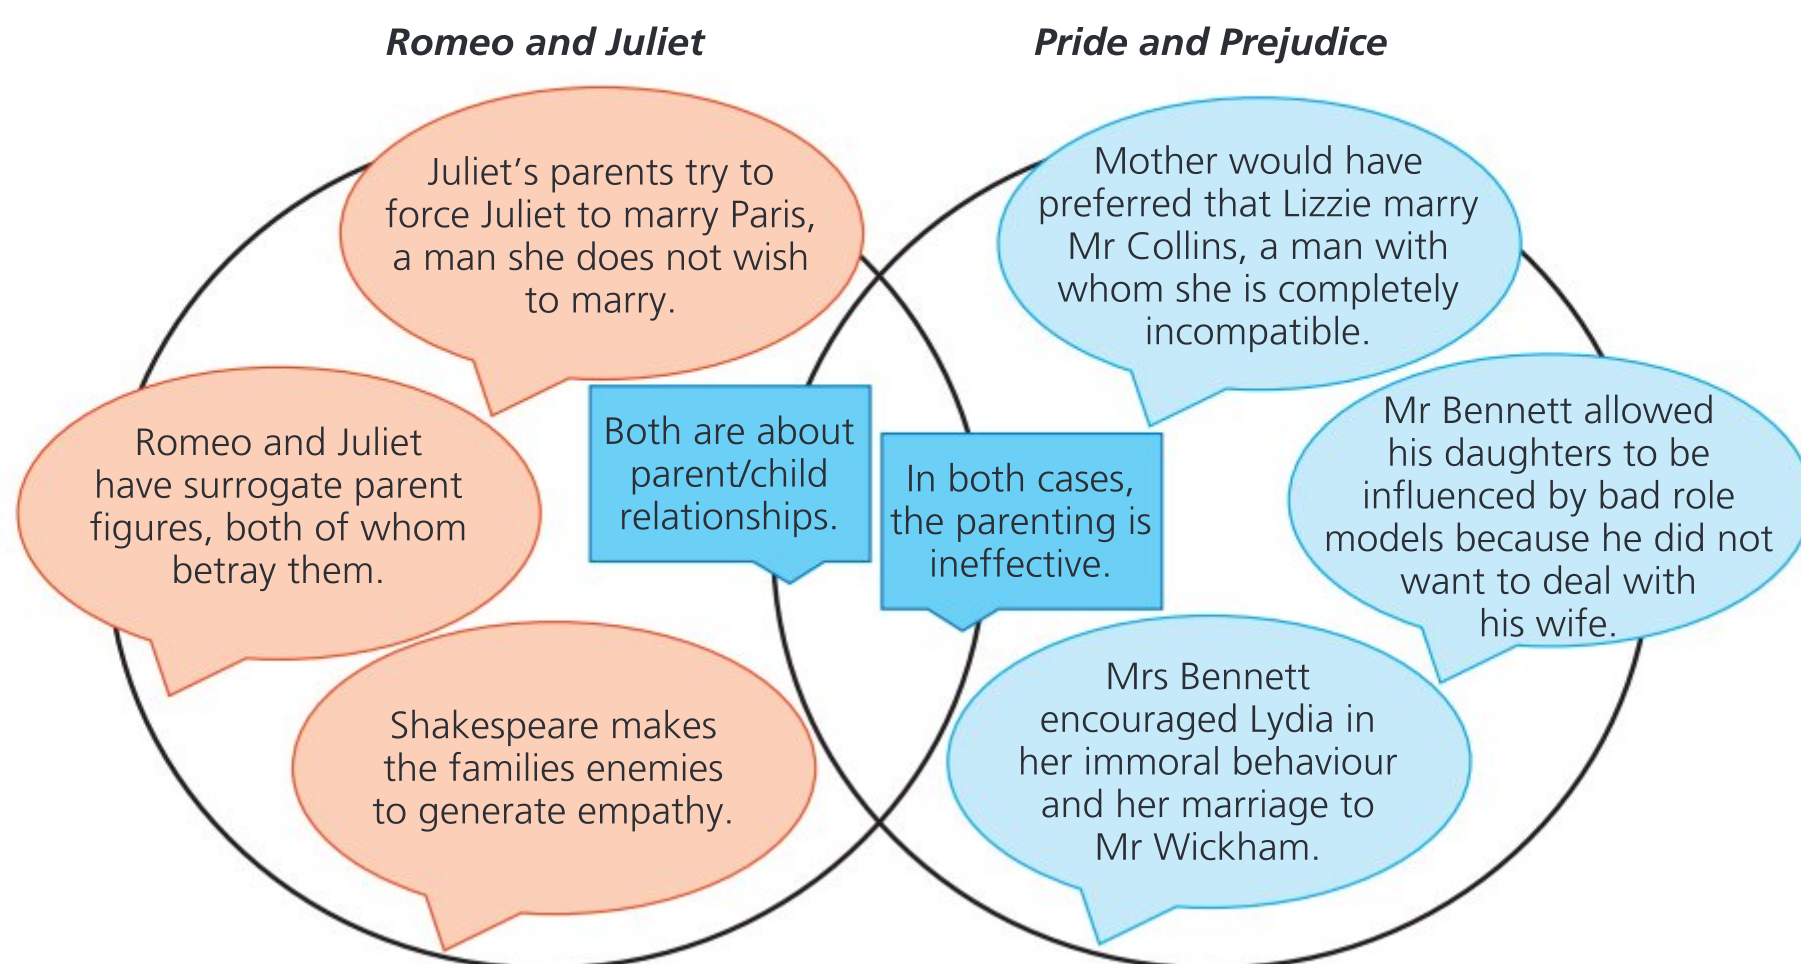 Romeo and Juliet
Pride and Prejudice
Juliet’s parents try to
force Juliet to marry Paris,
a man she does not wish
to marry.
Mother would have
preferred that Lizzie marry
Mr Collins, a man with
whom she is completely
incompatible.
Romeo and Juliet
have surrogate parent
figures, both of whom
betray them.
Both are about
parent/child
relationships.
In both cases,
the parenting is
ineffective.
Mr Bennett allowed
his daughters to be
influenced by bad role
models because he did not
want to deal with
his wife.
Shakespeare makes
the families enemies
to generate empathy.
Mrs Bennett
encouraged Lydia in
her immoral behaviour
and her marriage to
Mr Wickham.